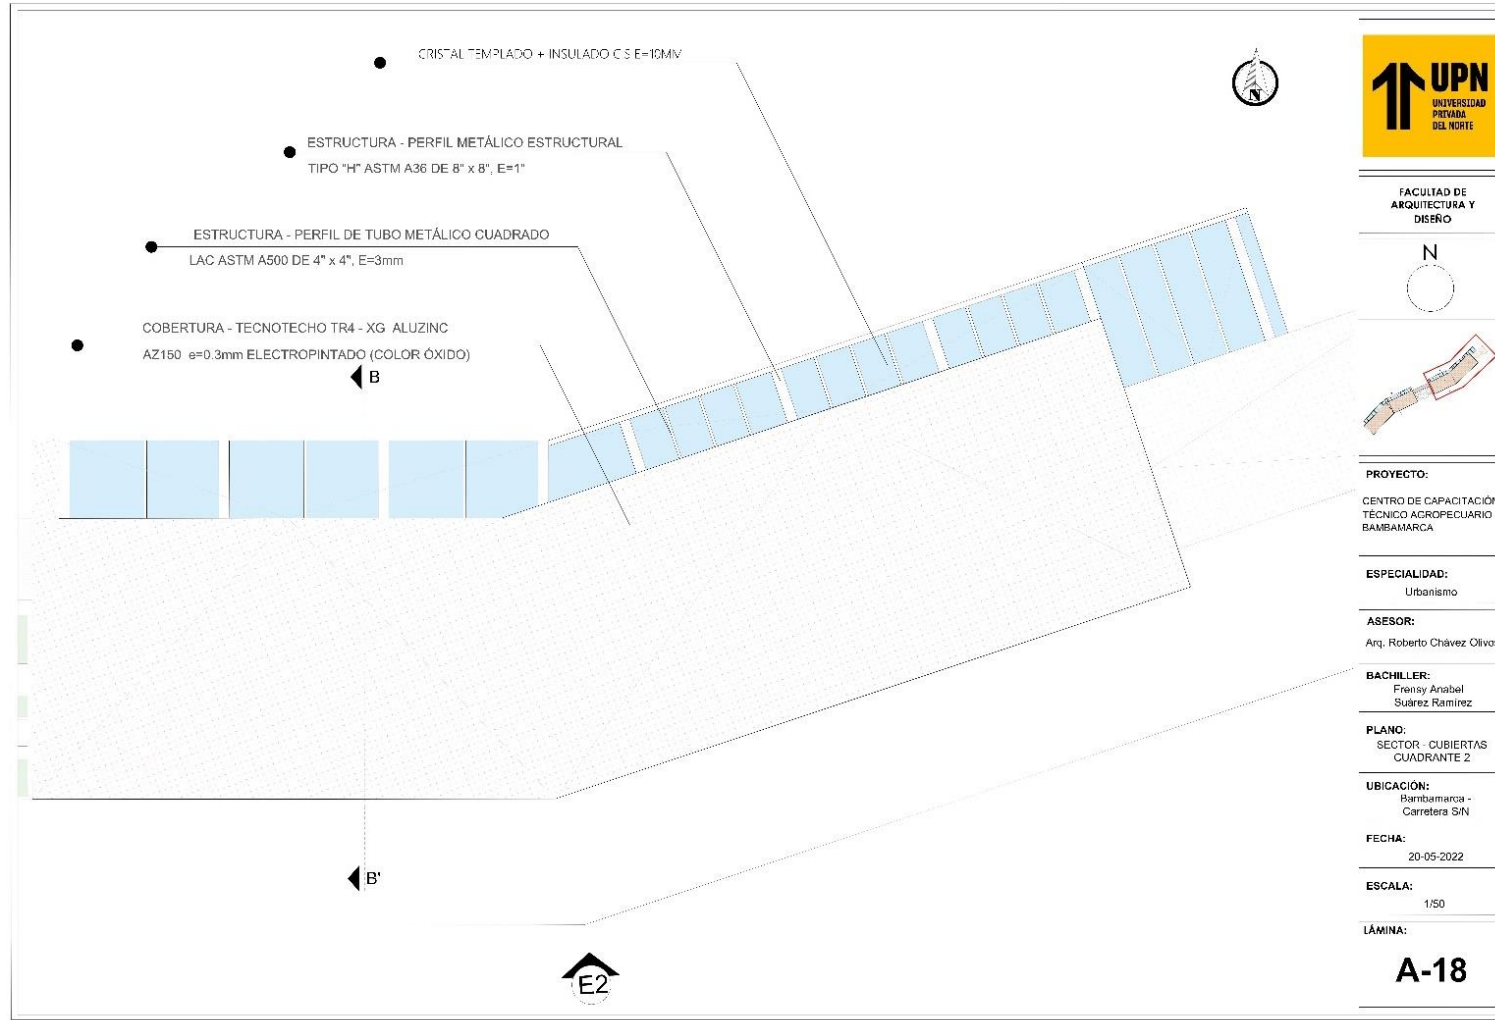 CRISTAL TEMPLADO + INSULADO C:S E=10MM
ESTRUCTURA - PERFIL METÁLICO ESTRUCTURAL
TIPO "H" ASTM A36 DE 8" x 8", E=1"
ESTRUCTURA - PERFIL DE TUBO METÁLICO CUADRADO
LAC ASTM A500 DE 4" x 4", E=3mm
COBERTURA - TECNOTECHO TR4 - XG ALUZINC
AZ150 e=0.3mm ELECTROPINTADO (COLOR ÓXIDO)
B
B'
E2
N
UPN
UNIVERSIDAD
PRIVADA
DEL NORTE
FACULTAD DE
ARQUITECTURA Y
DISEÑO
N
PROYECTO:
CENTRO DE CAPACITACIÓN
TÉCNICO AGROPECUARIO
BAMBAMARCA
ESPECIALIDAD:
Urbanismo
ASESOR:
Arq. Roberto Chávez Olivos
BACHILLER:
Frensy Anabel
Suárez Ramírez
PLANO:
SECTOR - CUBIERTAS
CUADRANTE 2
UBICACIÓN:
Bambamarca -
Carretera S/N
FECHA:
20-05-2022
ESCALA:
1/50
LÁMINA:
A-18